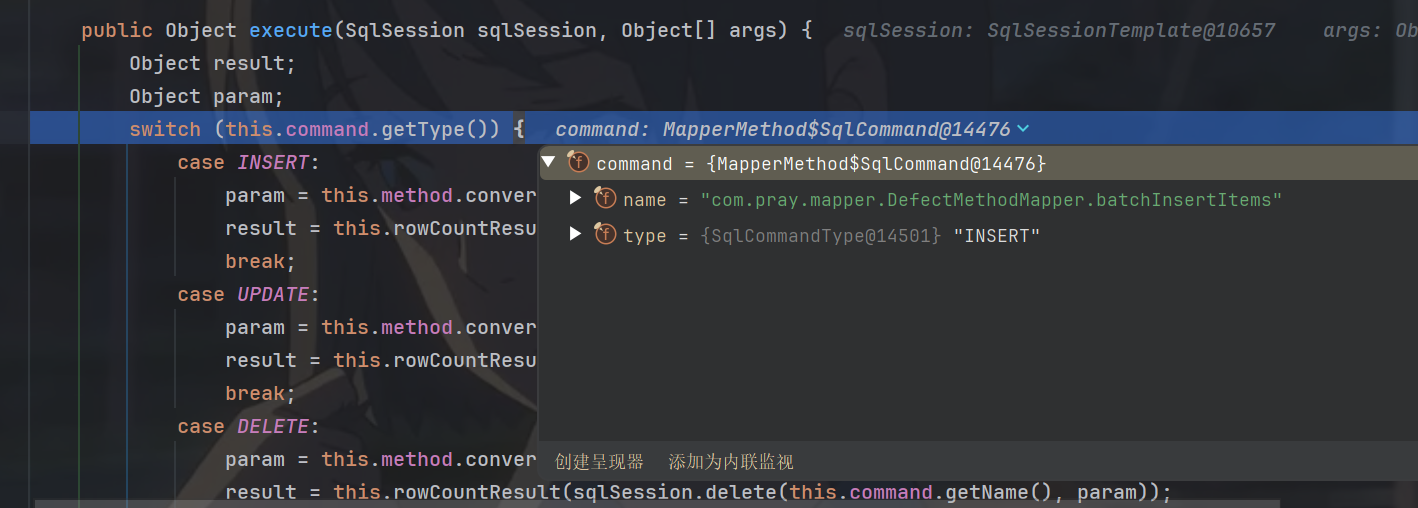 public Object execute(SqlSession sqlSession, Object[] args) { sqlSession: SqlSessionTemplate@10657 args: Ob
Object result;
Object param;
switch (this.command.getType()) { command: MapperMethod$SqlCommand@14476
case INSERT:
command = {MapperMethod$SqlCommand@14476}
param = this.method.conver
name = "com.pray.mapper.DefectMethodMapper.batchInsertItems"
result = this.rowCountResu
type = {SqlCommandType@14501} "INSERT"
break;
case UPDATE:
param = this.method.conver
result = this.rowCountResu
break;
case DELETE:
param = this.method.conver
创建呈现器 添加为内联监视
result = this.rowCountResult(sqlSession.delete(this.command.getName(), param));